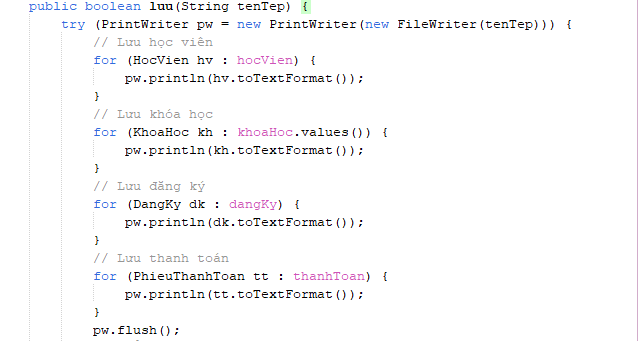 public boolean luu(String tenTep) {
try (PrintWriter pw = new PrintWriter(new FileWriter(tenTep))) {
// Lưu học viên
for (HocVien hv : hocVien) {
pw.println(hv.toTextFormat());
}
// Lưu khóa học
for (KhoaHoc kh : khoaHoc.values()) {
pw.println(kh.toTextFormat());
}
// Lưu đăng ký
for (DangKy dk : dangKy) {
pw.println(dk.toTextFormat());
}
// Lưu thanh toán
for (PhieuThanhToan tt : thanhToan) {
pw.println(tt.toTextFormat());
}
pw.flush();